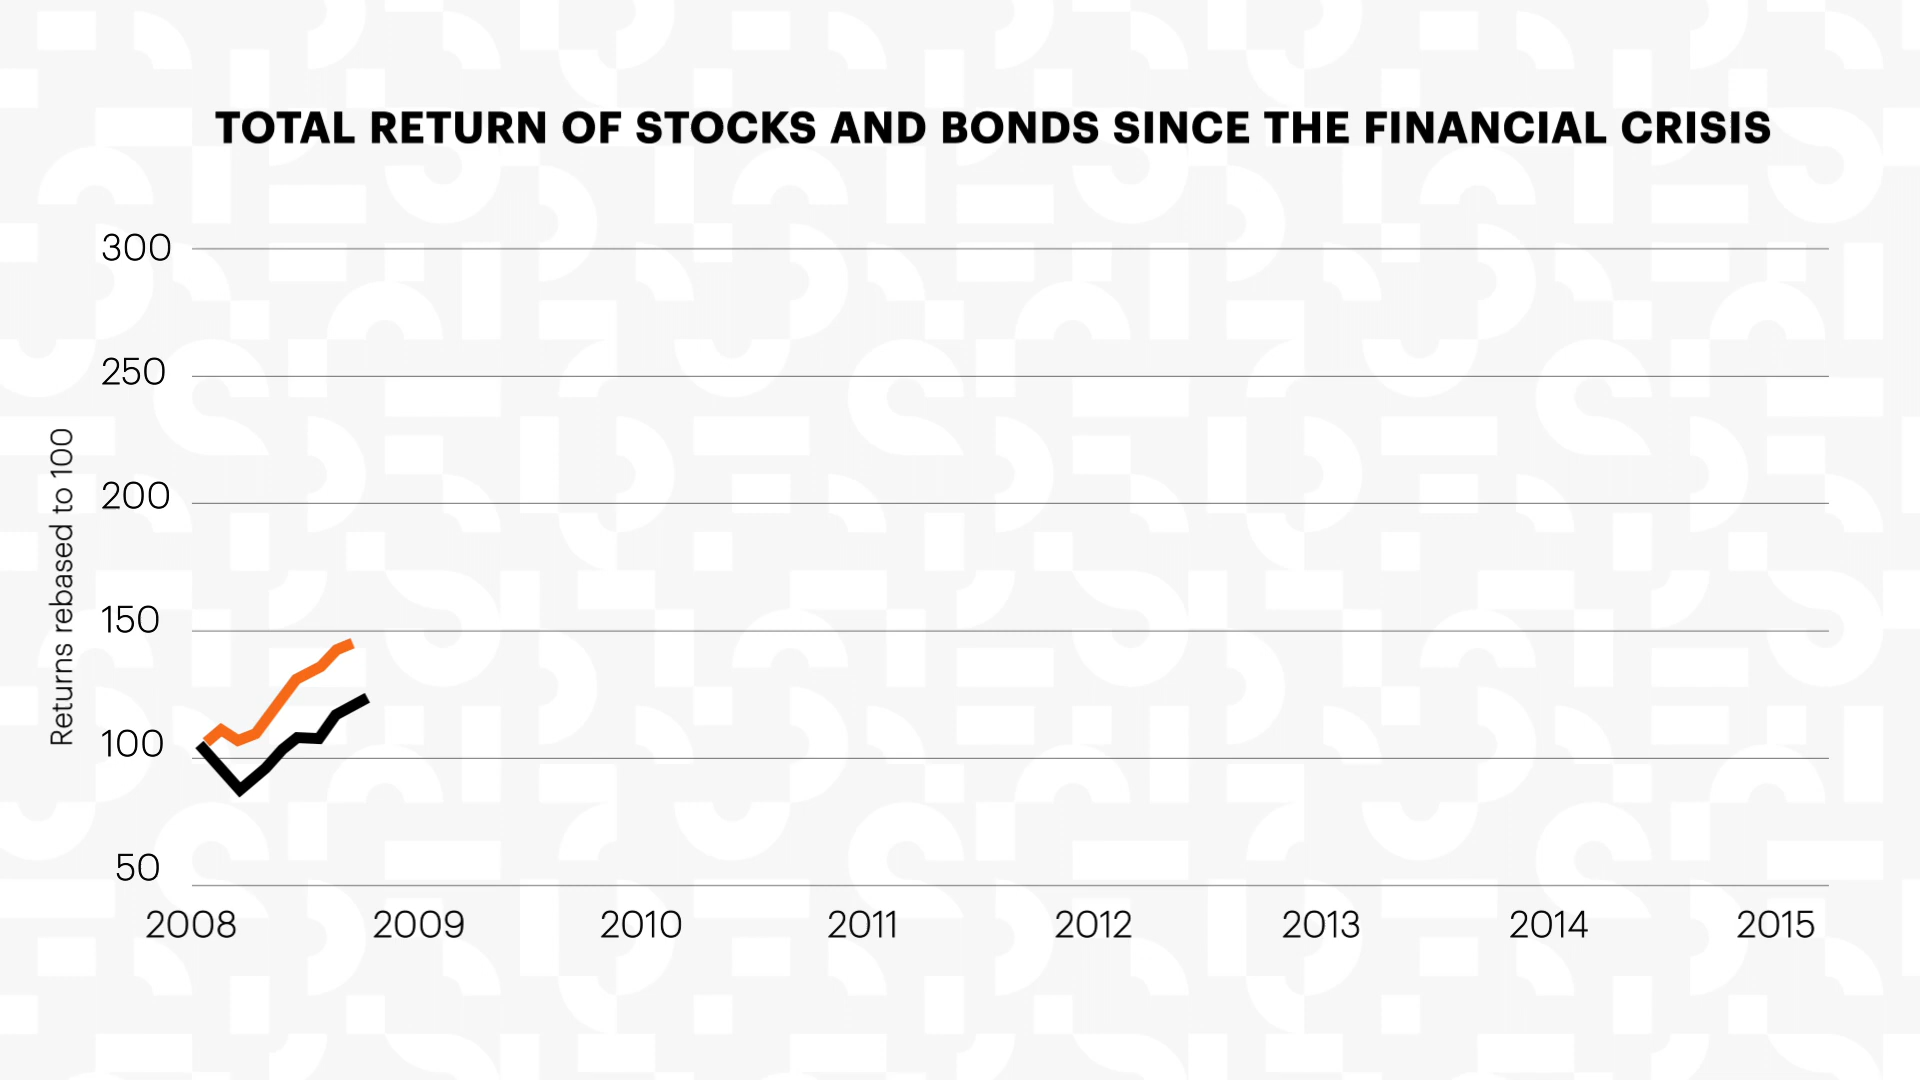 TOTAL RETURN OF STOCKS AND BONDS SINCE THE FINANCIAL CRISIS
Returns rebased to 100
300
250
200
150
100
50
2008 2009 2010 2011 2012 2013 2014 2015